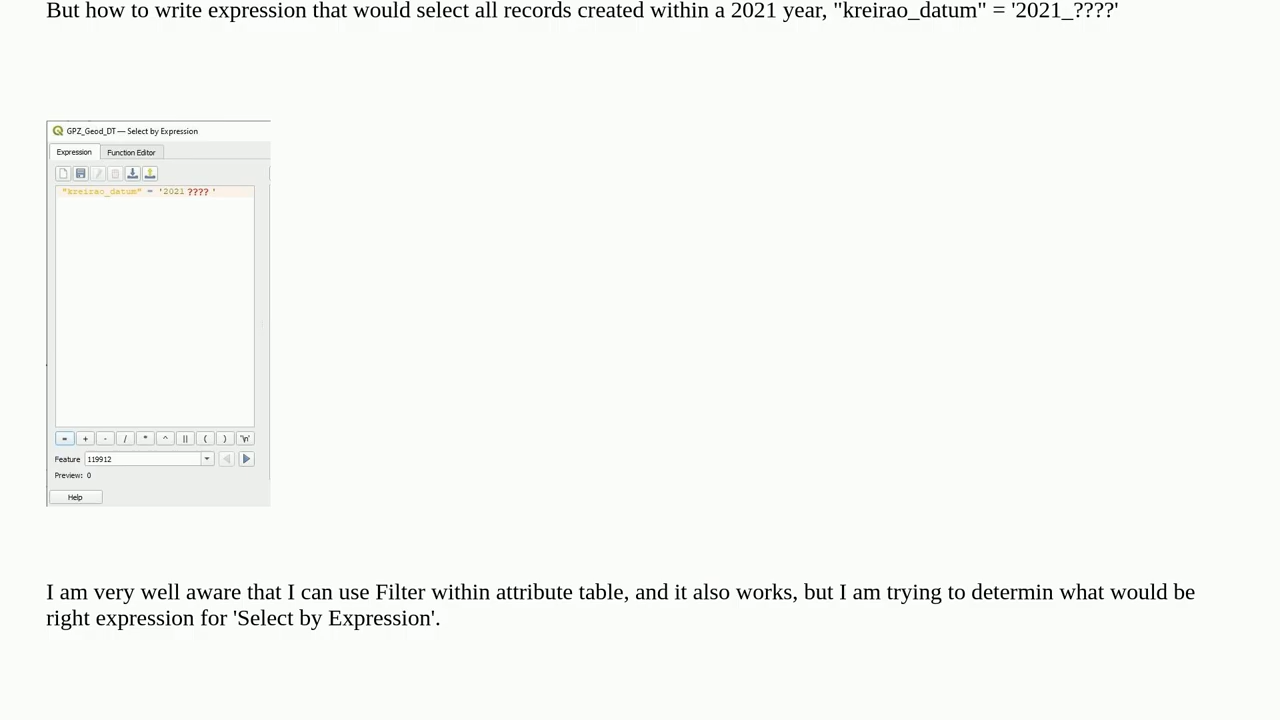 But how to write expression that would select all records created within a 2021 year, "kreirao_datum" = '2021_????'
GPZ_Geod_DT — Select by Expression
Expression Function Editor
"kreirao_datum" = '2021 ???? '
= + - / * ^ || ( ) '\n'
Feature 119912
Preview: 0
Help
I am very well aware that I can use Filter within attribute table, and it also works, but I am trying to determin what would be
right expression for 'Select by Expression'.